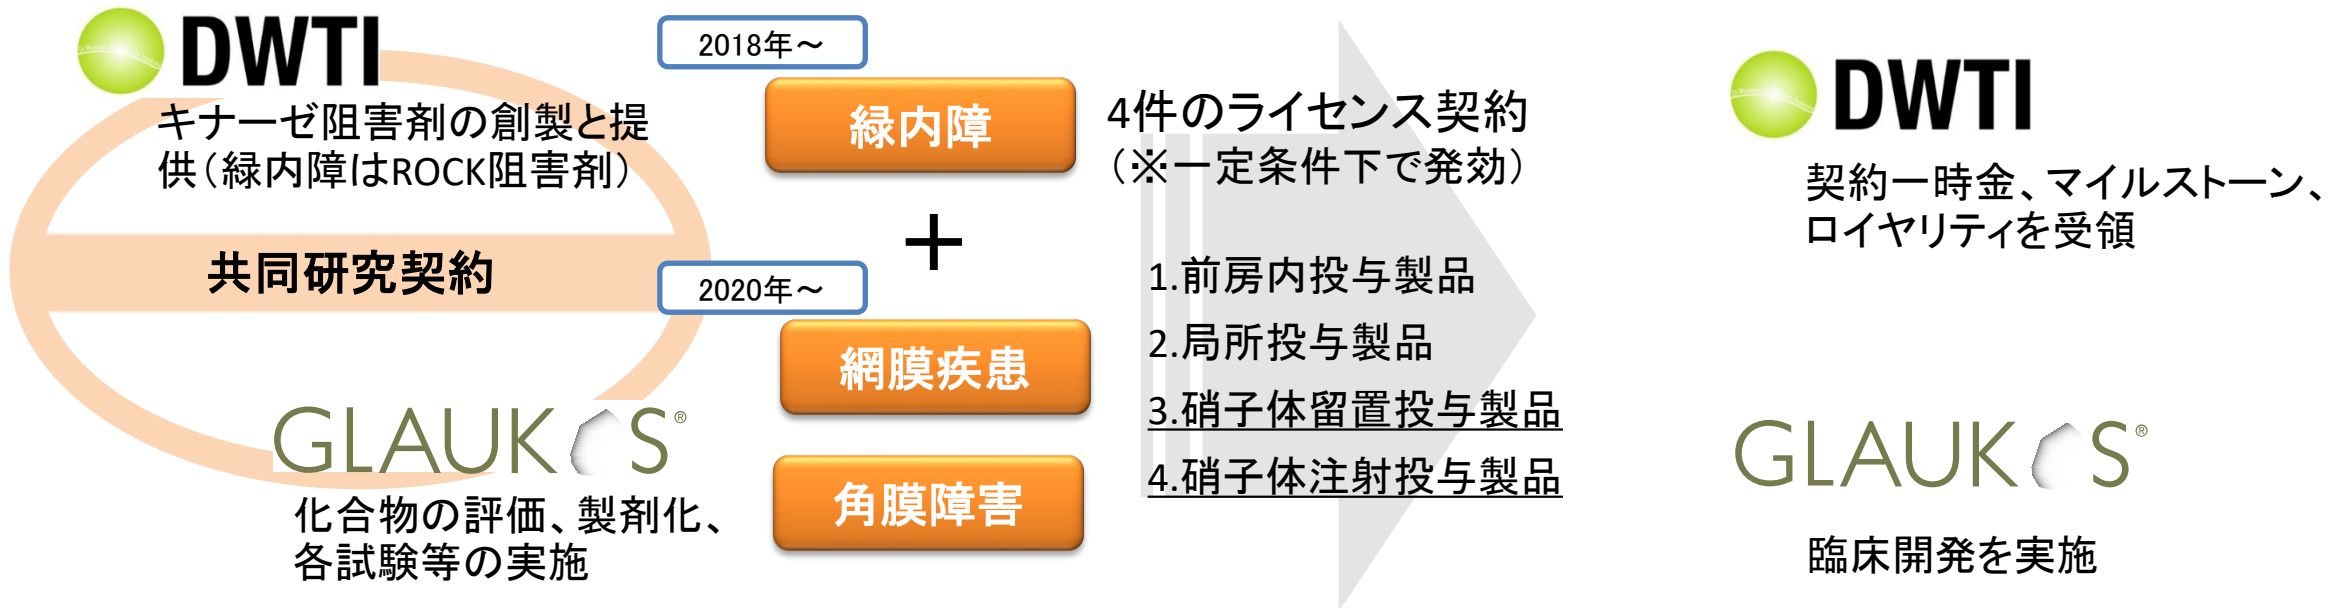 DWTI
キナーゼ阻害剤の創製と提
供（緑内障はROCK阻害剤）
共同研究契約
GLAUKOS®
化合物の評価、製剤化、
各試験等の実施
2018年～
緑内障
＋
2020年～
網膜疾患
角膜障害
4件のライセンス契約
（※一定条件下で発効）
1.前房内投与製品
2.局所投与製品
3.硝子体留置投与製品
4.硝子体注射投与製品
DWTI
契約一時金、マイルストーン、
ロイヤリティを受領
GLAUKOS®
臨床開発を実施